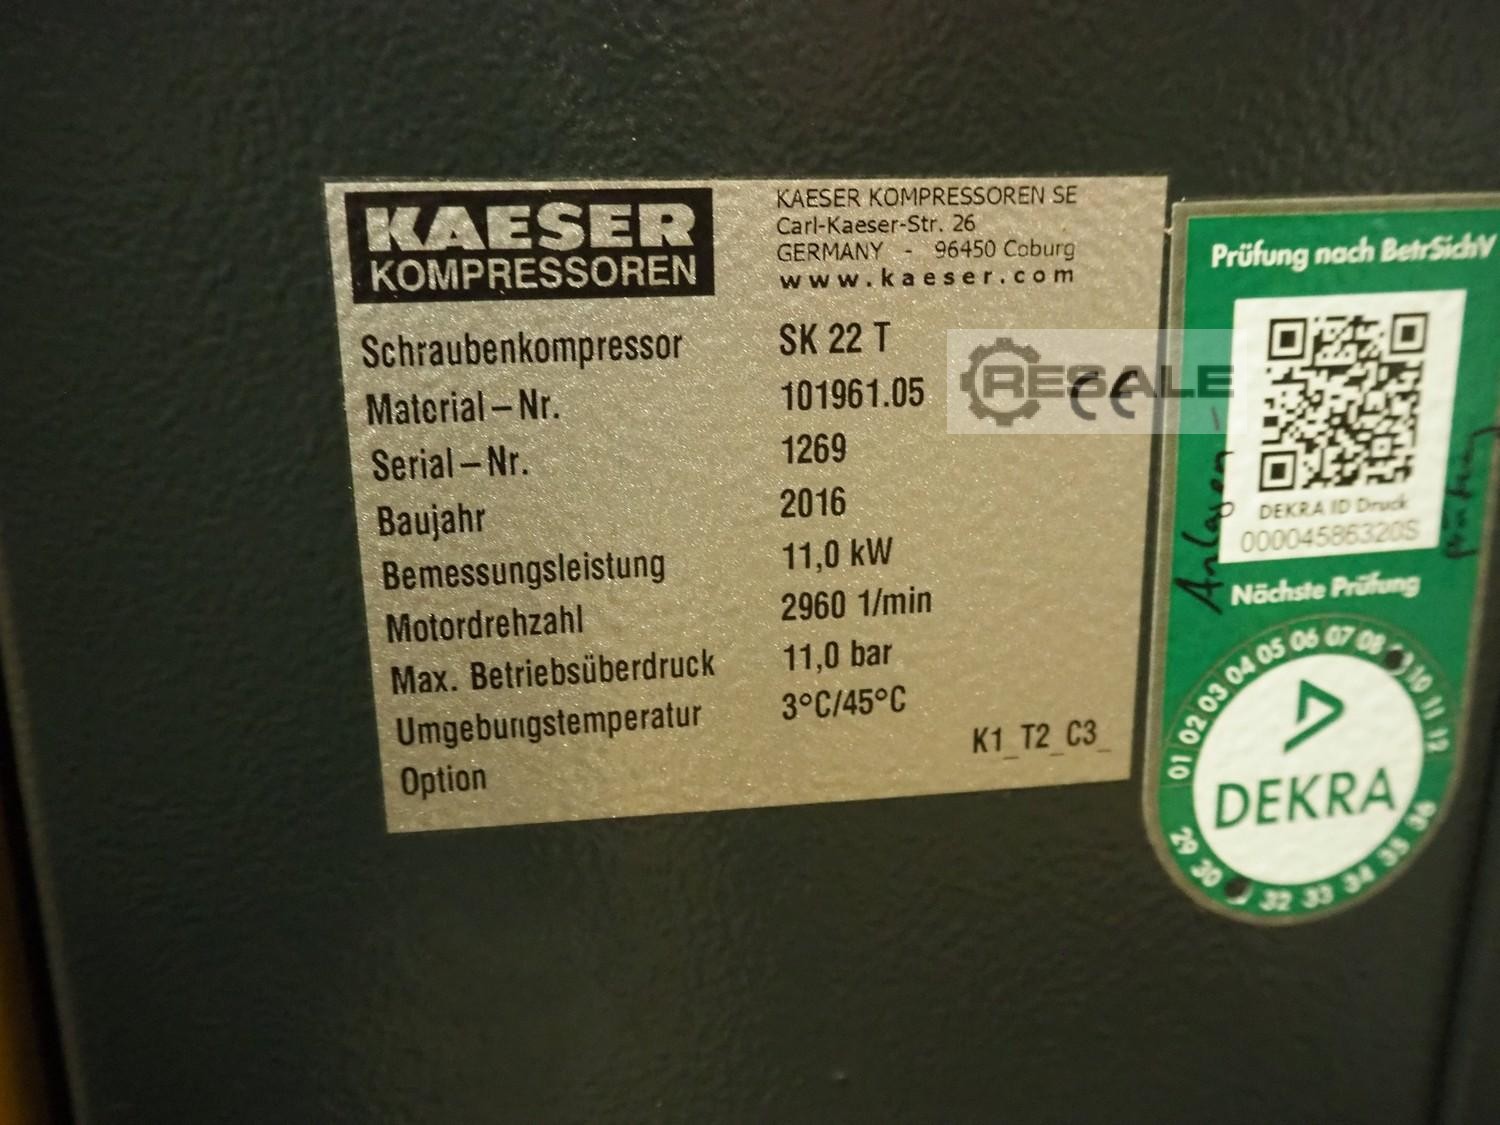 KAESER
KOMPRESSOREN
KAESER KOMPRESSOREN SE
Carl-Kaeser-Str. 26
GERMANY - 96450 Coburg
www.kaeser.com
Schraubenkompressor SK 22 T
Material-Nr. 101961.05
Serial-Nr. 1269
Baujahr 2016
Bemessungsleistung 11,0 kW
Motordrehzahl 2960 1/min
Max. Betriebsüberdruck 11,0 bar
Umgebungstemperatur 3°C/45°C
Option K1_T2_C3_
CE
RESALE
Prüfung nach BetrSichV
DEKRA ID Druck
00004586320S
Anlagen-
prüfung
Nächste Prüfung
01 02 03 04 05 06 07 08 10 11 12
DEKRA
29 30 32 33 34 35 36